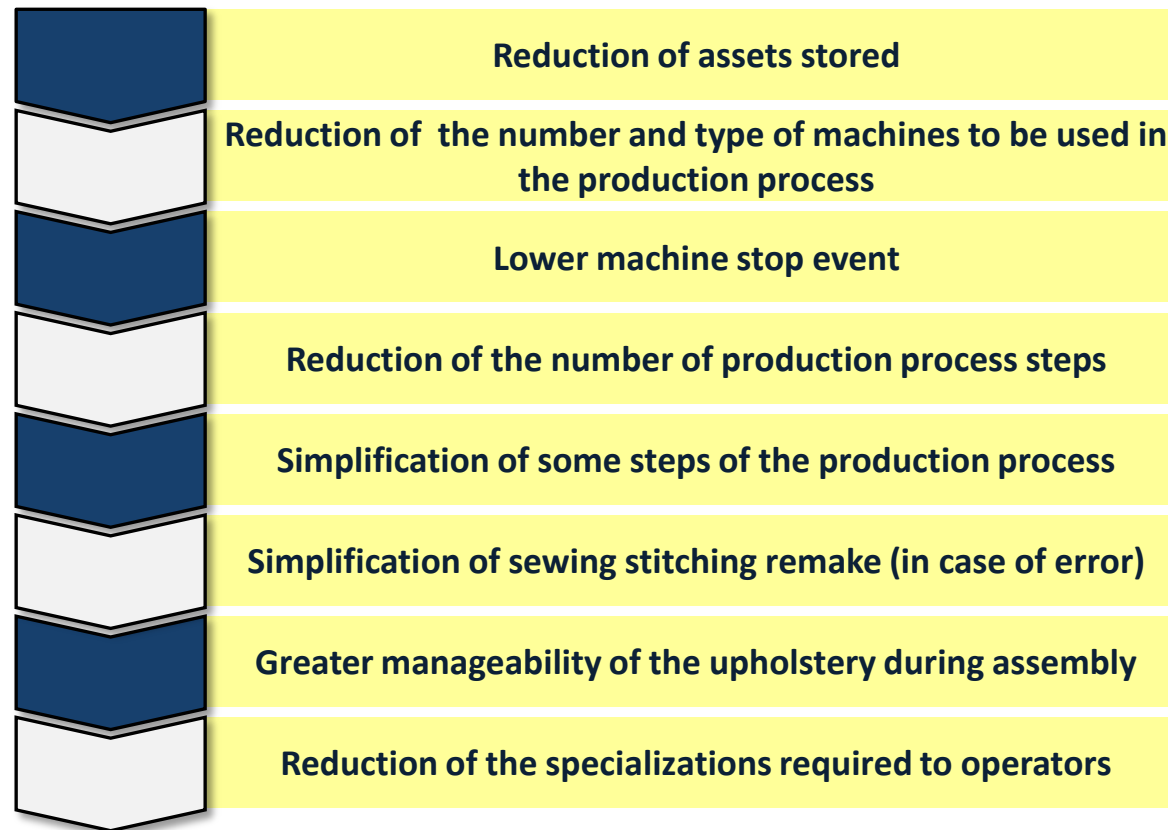 Reduction of assets stored
Reduction of  the number and type of machines to be used in
the production process
Lower machine stop event
Reduction of the number of production process steps
Simplification of some steps of the production process
Simplification of sewing stitching remake (in case of error)
Greater manageability of the upholstery during assembly
Reduction of the specializations required to operators